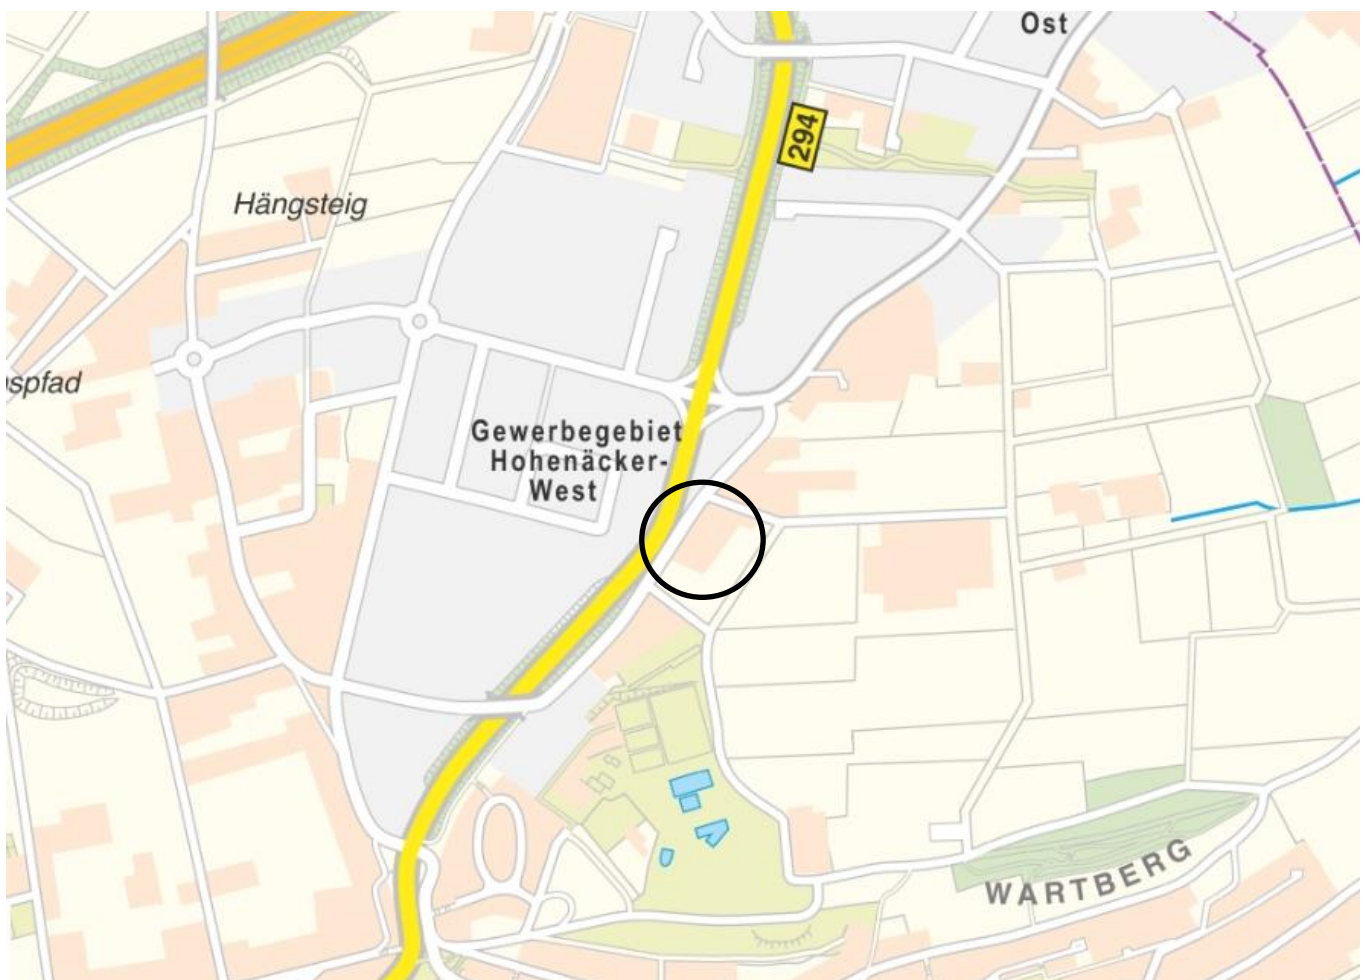 Ost
294
Hängsteig
spfad
Gewerbegebiet
Hohenäcker-
West
WARTBERG